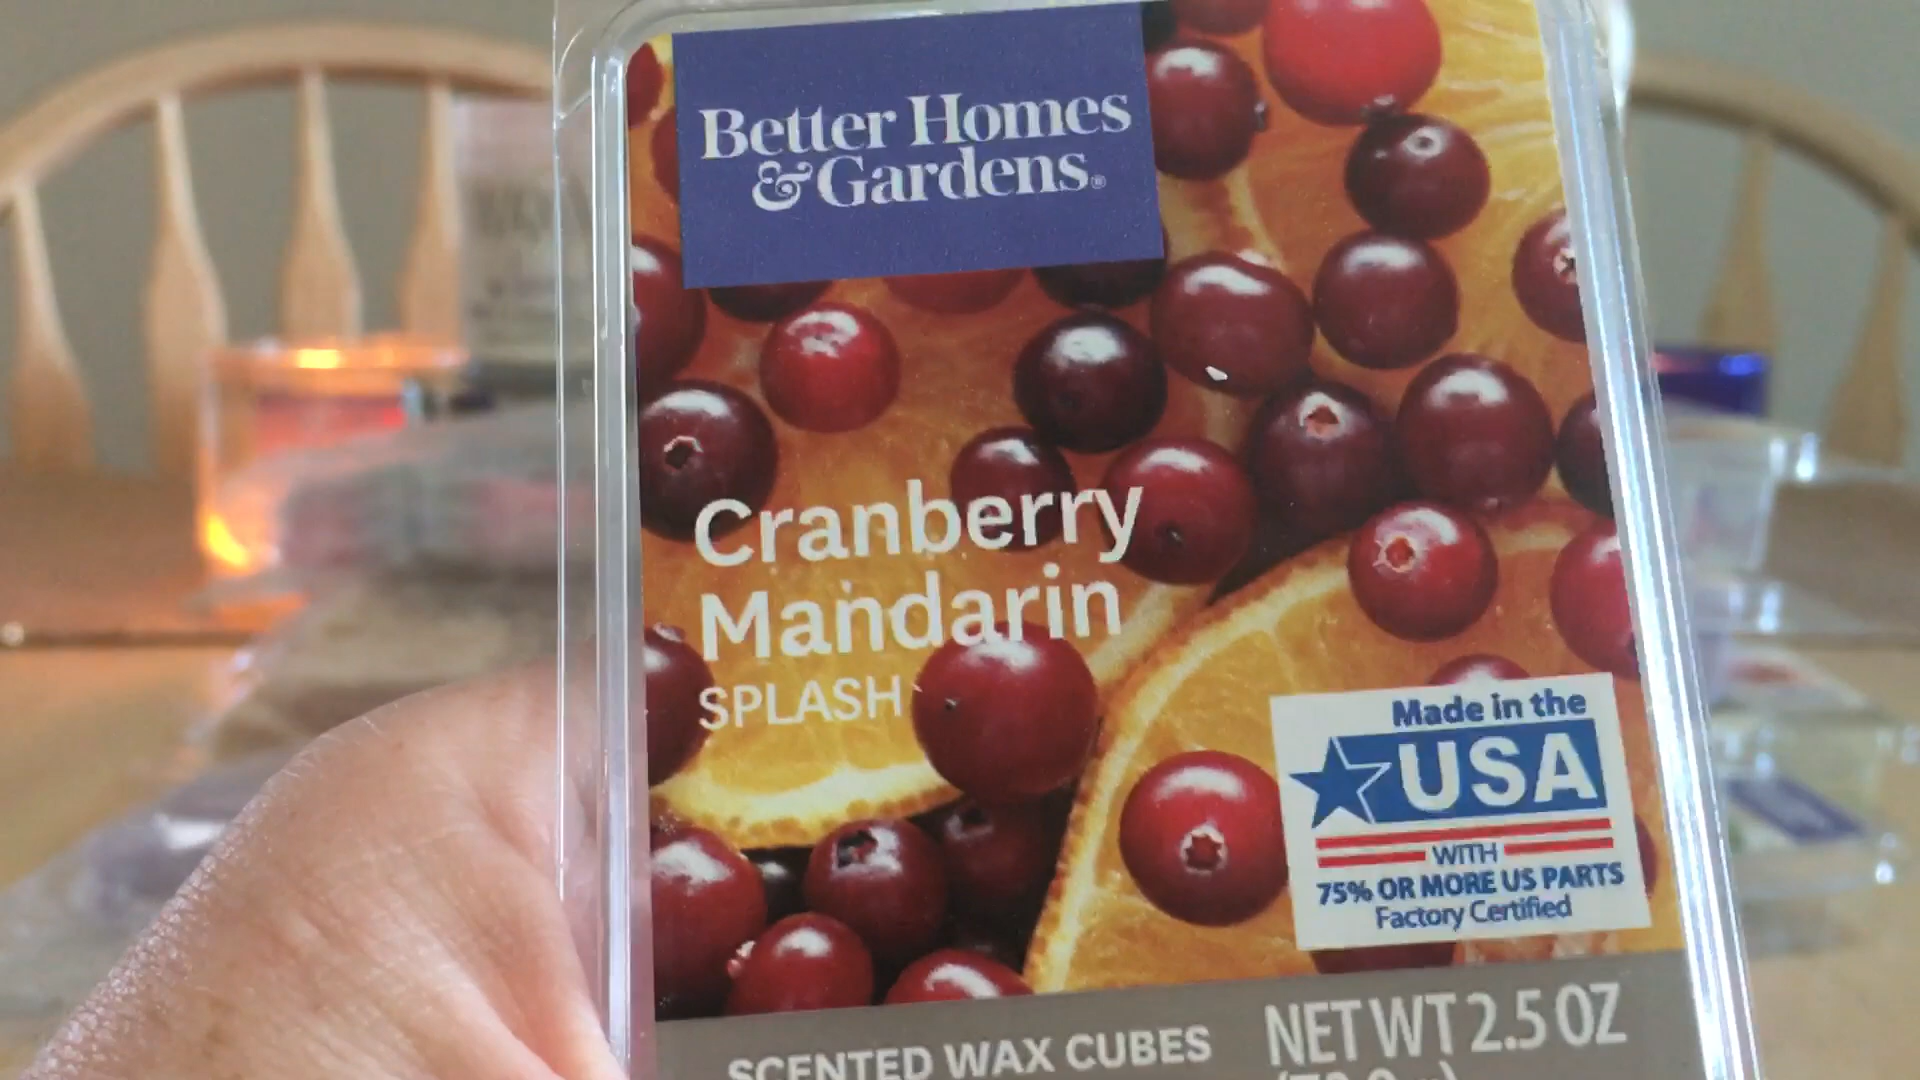 Better Homes
& Gardens®
Cranberry
Mandarin
SPLASH
Made in the
USA
WITH
75% OR MORE US PARTS
Factory Certified
SCENTED WAX CUBES
NET WT 2.5 OZ